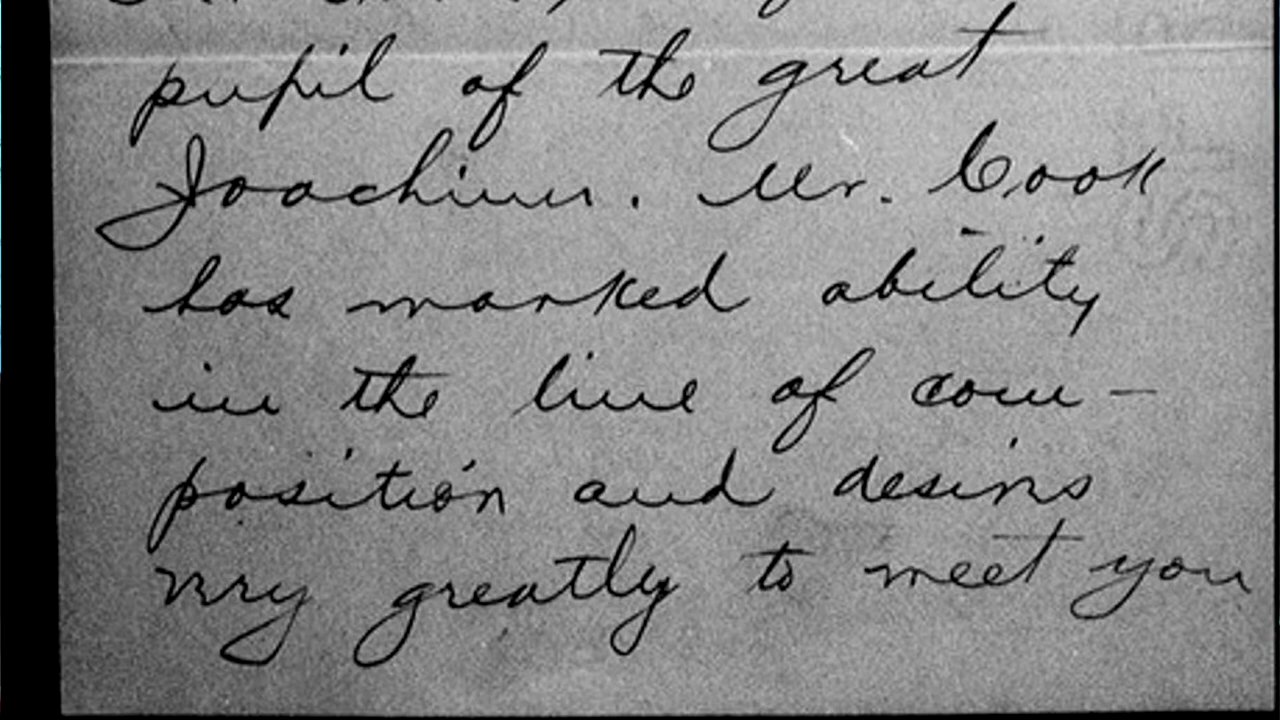 pupil of the great
Joachim. Mr. Cook
has marked ability
in the line of com-
position and desires
very greatly to meet you